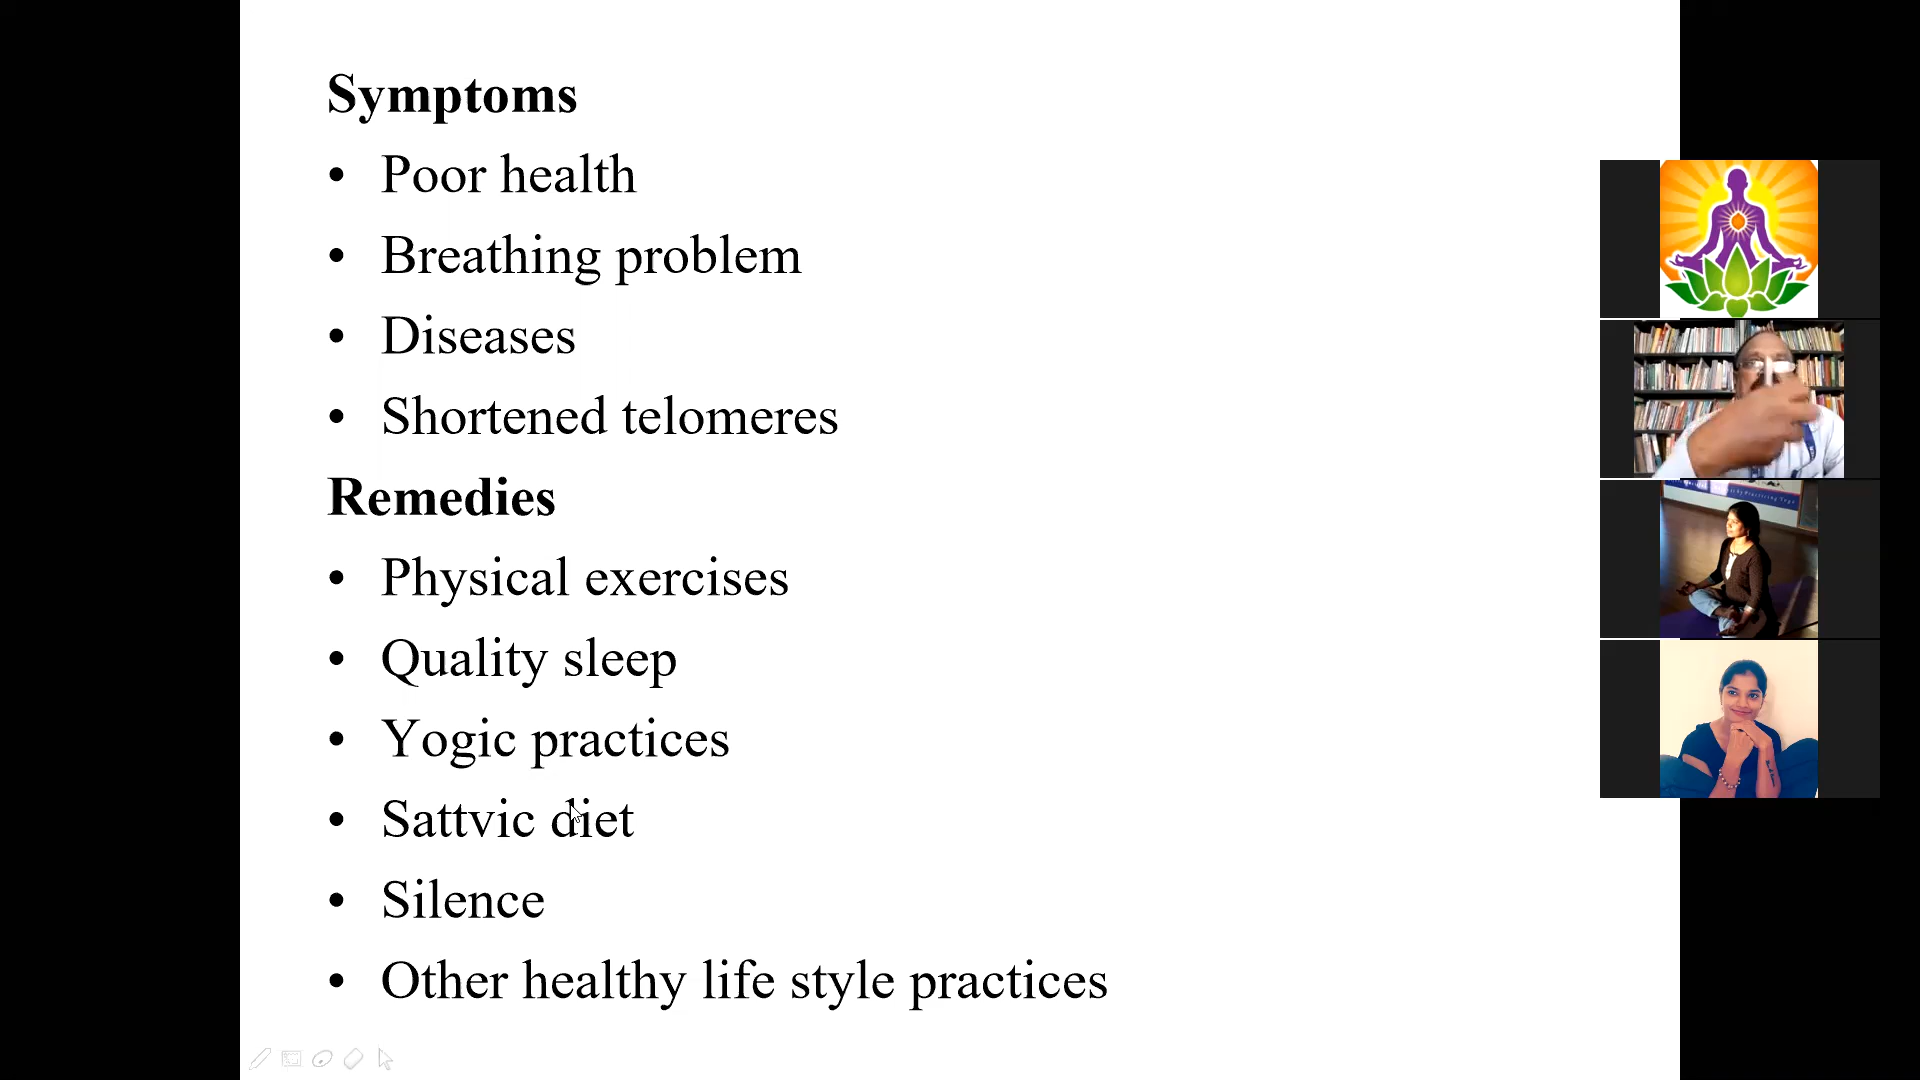 Symptoms
• Poor health
• Breathing problem
• Diseases
• Shortened telomeres
Remedies
• Physical exercises
• Quality sleep
• Yogic practices
• Sattvic diet
• Silence
• Other healthy life style practices